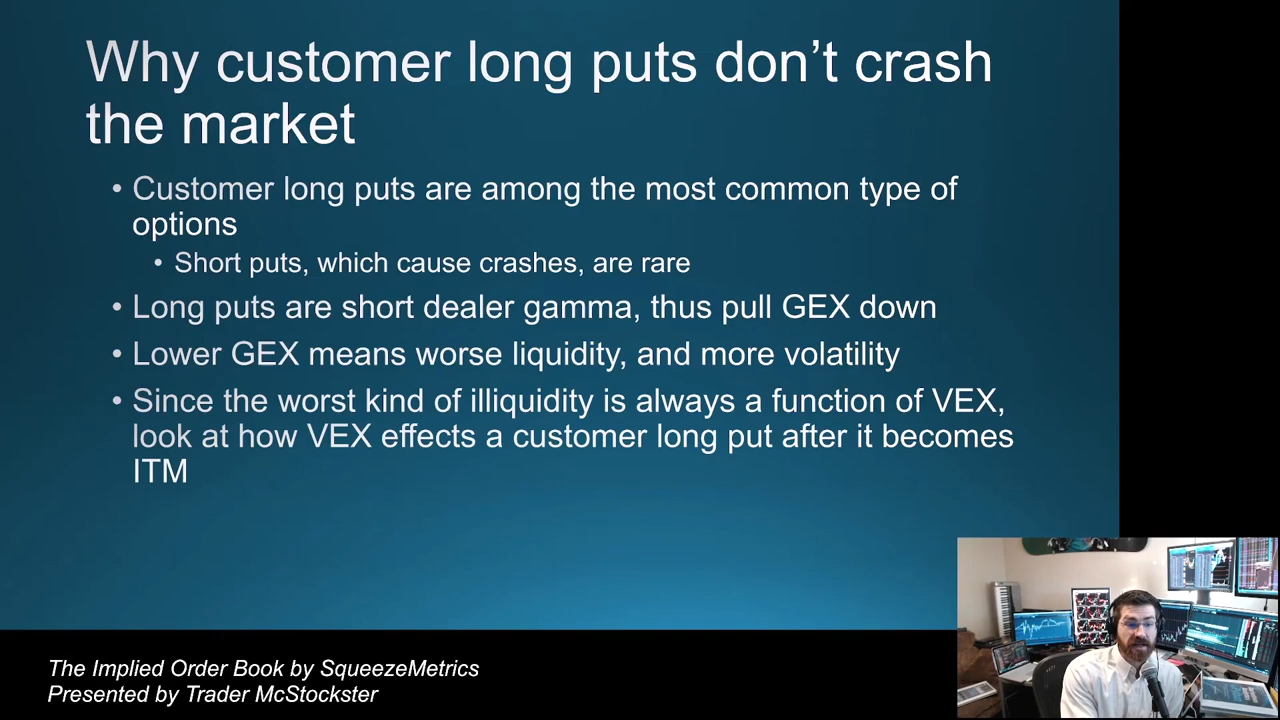 Why customer long puts don’t crash
the market
• Customer long puts are among the most common type of
options
• Short puts, which cause crashes, are rare
• Long puts are short dealer gamma, thus pull GEX down
• Lower GEX means worse liquidity, and more volatility
• Since the worst kind of illiquidity is always a function of VEX,
look at how VEX effects a customer long put after it becomes
ITM
The Implied Order Book by SqueezeMetrics
Presented by Trader McStockster